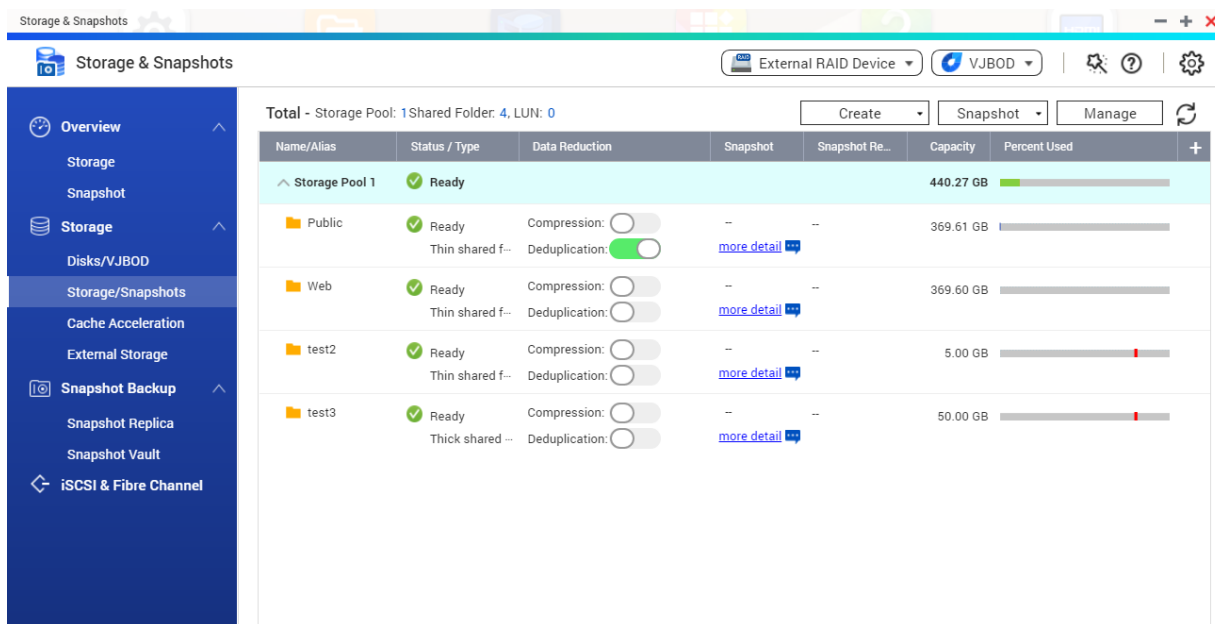 Storage & Snapshots
Storage & Snapshots
External RAID Device
VJBOD
Overview
Storage
Snapshot
Storage
Disks/VJBOD
Storage/Snapshots
Cache Acceleration
External Storage
Snapshot Backup
Snapshot Replica
Snapshot Vault
iSCSI & Fibre Channel
Total - Storage Pool: 1 Shared Folder: 4, LUN: 0
Create
Snapshot
Manage
Name/Alias Status / Type Data Reduction Snapshot Snapshot Re... Capacity Percent Used
Storage Pool 1 Ready 440.27 GB
Public Ready Compression: -- -- 369.61 GB
Thin shared f... Deduplication: more detail
Web Ready Compression: -- -- 369.60 GB
Thin shared f... Deduplication: more detail
test2 Ready Compression: -- -- 5.00 GB
Thin shared f... Deduplication: more detail
test3 Ready Compression: -- -- 50.00 GB
Thick shared ... Deduplication: more detail